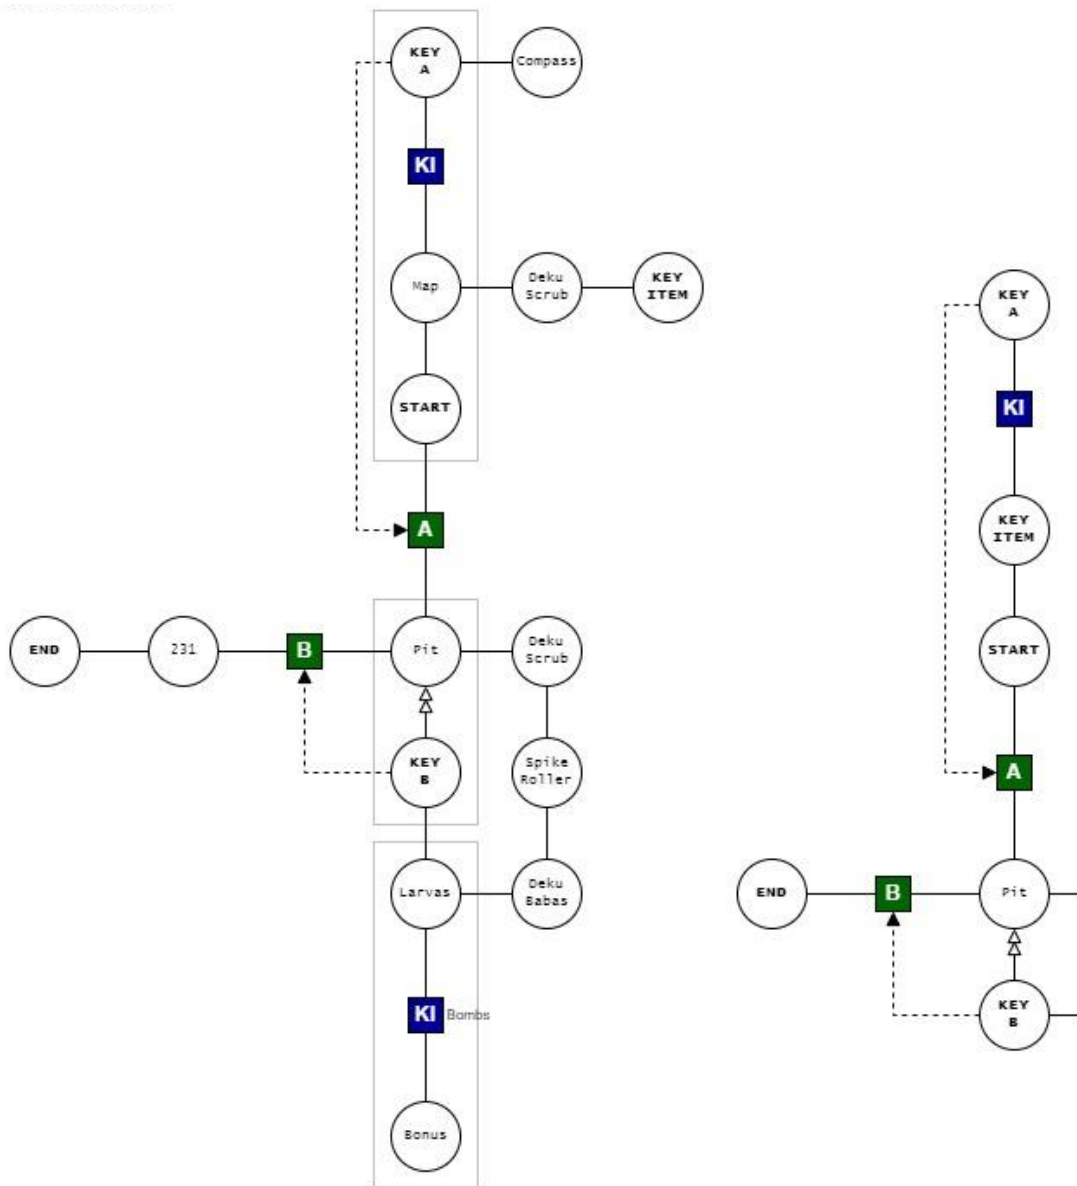 KEY
A
Compass
KI
Map
Deku
Scrub
KEY
ITEM
START
A
END
231
B
Pit
Deku
Scrub
KEY
B
Spike
Roller
Larvas
Deku
Babas
KI
Bombs
Bonus
KEY
A
KI
KEY
ITEM
START
A
END
B
Pit
KEY
B